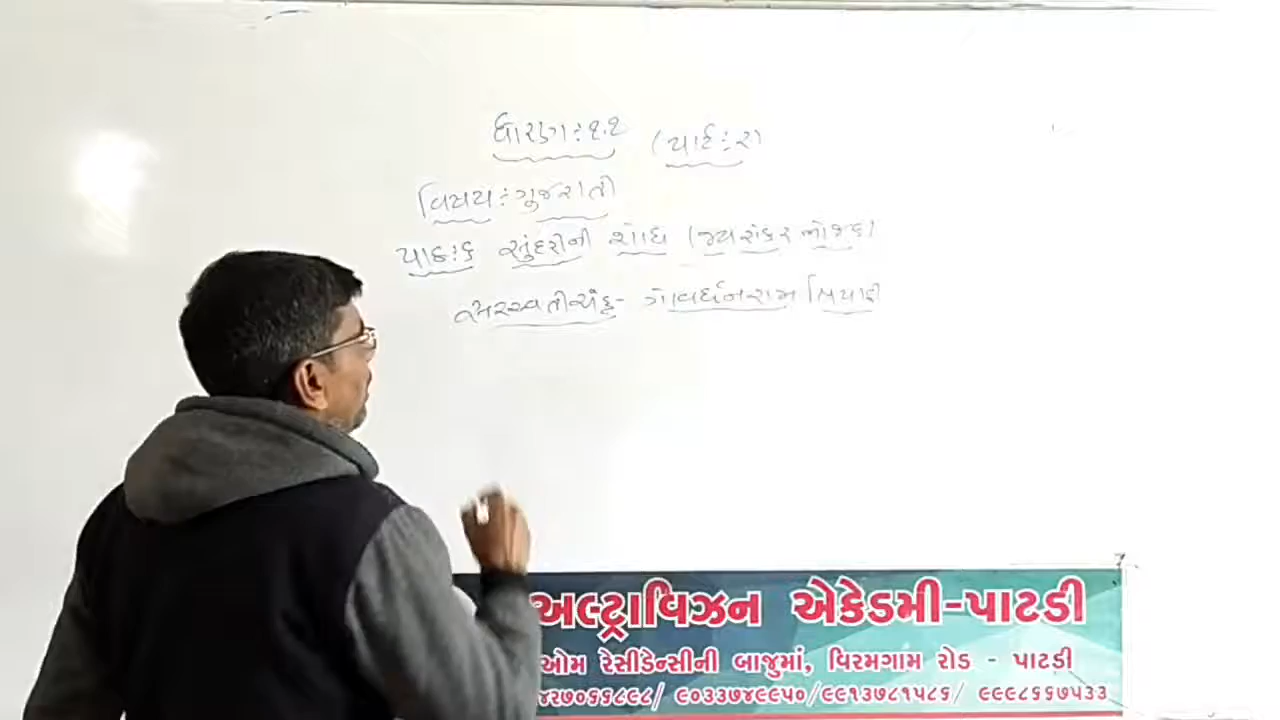 ધોરણ:૧૨ (પાર્ટ:૨)
વિષય:ગુજરાતી
પાઠ:૬ સુંદરીની શોધ (જયશંકર ભોજક)
સરસ્વતીચંદ્ર- ગોવર્ધનરામ ત્રિપાઠી
અલ્ટ્રાવિઝન એકેડમી-પાટડી
ઓમ રેસીડેન્સીની બાજુમાં, વિરમગામ રોડ - પાટડી
૪૨૭૦૬૬૮૯૮/ ૯૦૩૩૭૪૯૯૫૦/૯૯૧૩૭૮૧૫૮૬/ ૯૯૯૮૬૬૭૫૩૩